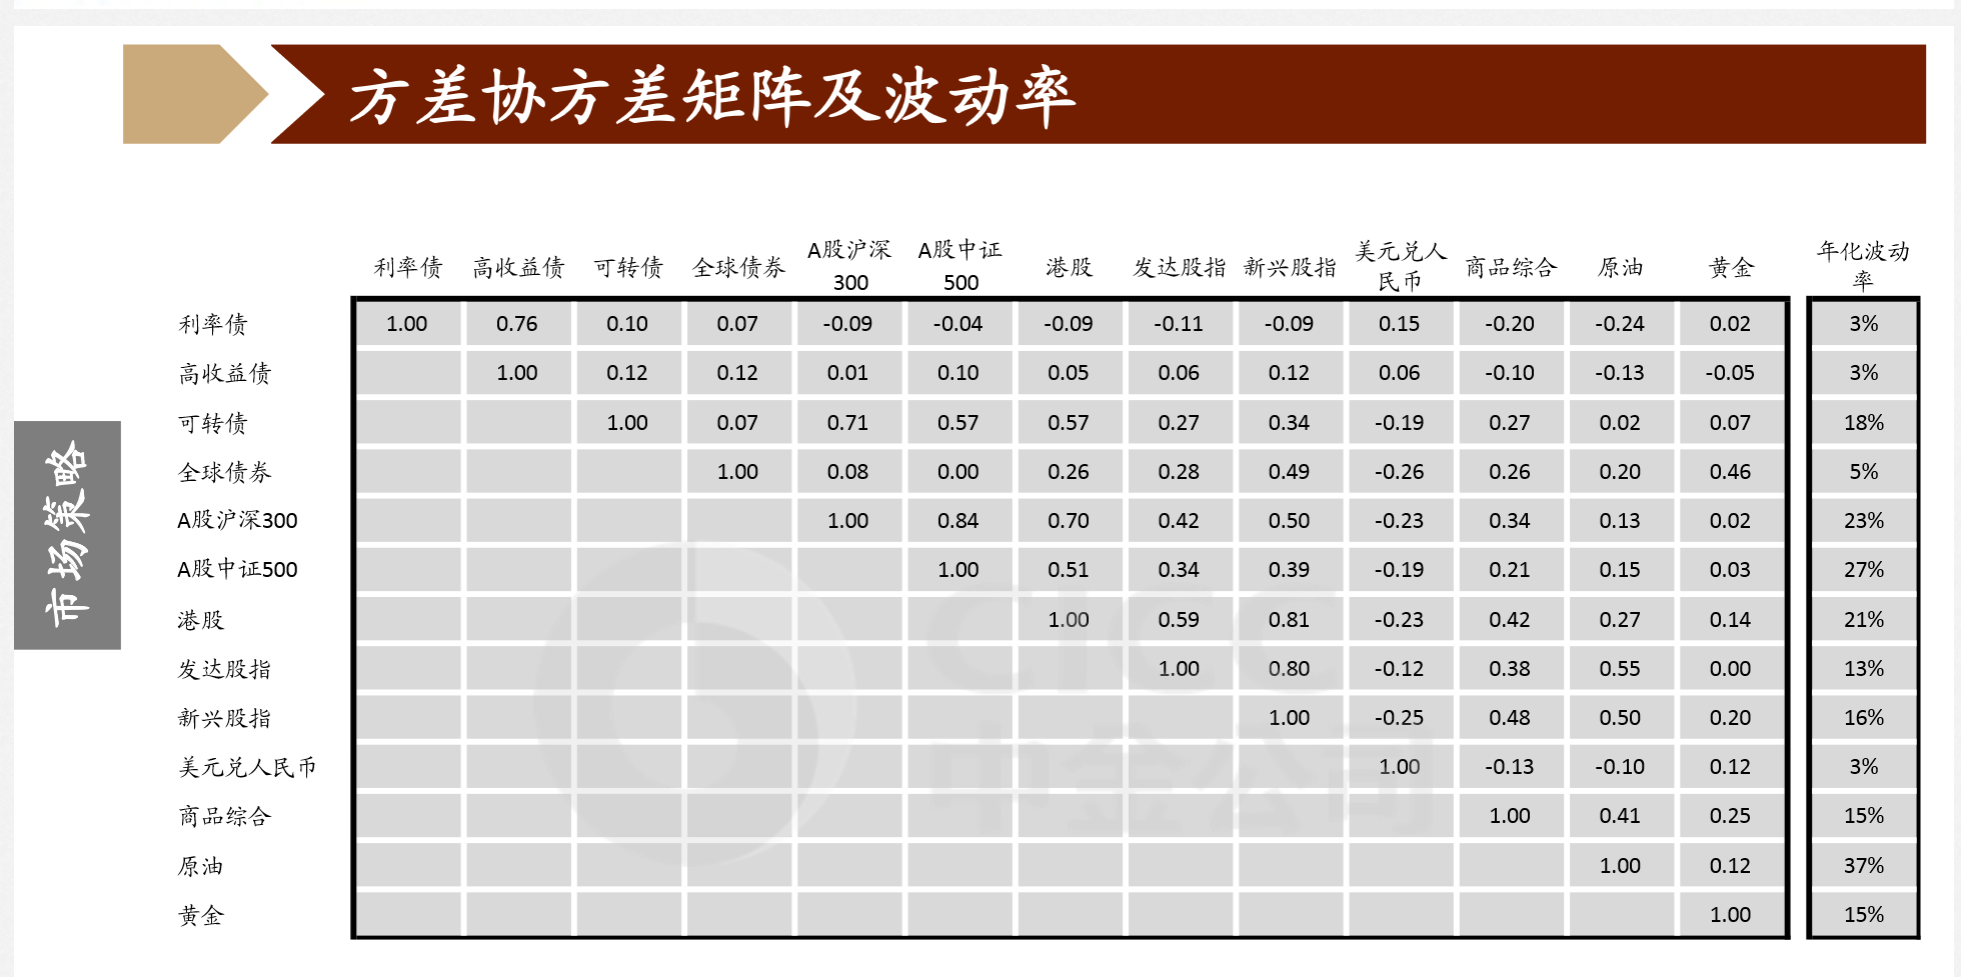 方差协方差矩阵及波动率
市场策略
利率债 高收益债 可转债 全球债券 A股沪深300 A股中证500 港股 发达股指 新兴股指 美元兑人民币 商品综合 原油 黄金 年化波动率
利率债 1.00 0.76 0.10 0.07 -0.09 -0.04 -0.09 -0.11 -0.09 0.15 -0.20 -0.24 0.02 3%
高收益债 1.00 0.12 0.12 0.01 0.10 0.05 0.06 0.12 0.06 -0.10 -0.13 -0.05 3%
可转债 1.00 0.07 0.71 0.57 0.57 0.27 0.34 -0.19 0.27 0.02 0.07 18%
全球债券 1.00 0.08 0.00 0.26 0.28 0.49 -0.26 0.26 0.20 0.46 5%
A股沪深300 1.00 0.84 0.70 0.42 0.50 -0.23 0.34 0.13 0.02 23%
A股中证500 1.00 0.51 0.34 0.39 -0.19 0.21 0.15 0.03 27%
港股 1.00 0.59 0.81 -0.23 0.42 0.27 0.14 21%
发达股指 1.00 0.80 -0.12 0.38 0.55 0.00 13%
新兴股指 1.00 -0.25 0.48 0.50 0.20 16%
美元兑人民币 1.00 -0.13 -0.10 0.12 3%
商品综合 1.00 0.41 0.25 15%
原油 1.00 0.12 37%
黄金 1.00 15%
CICC
中金公司